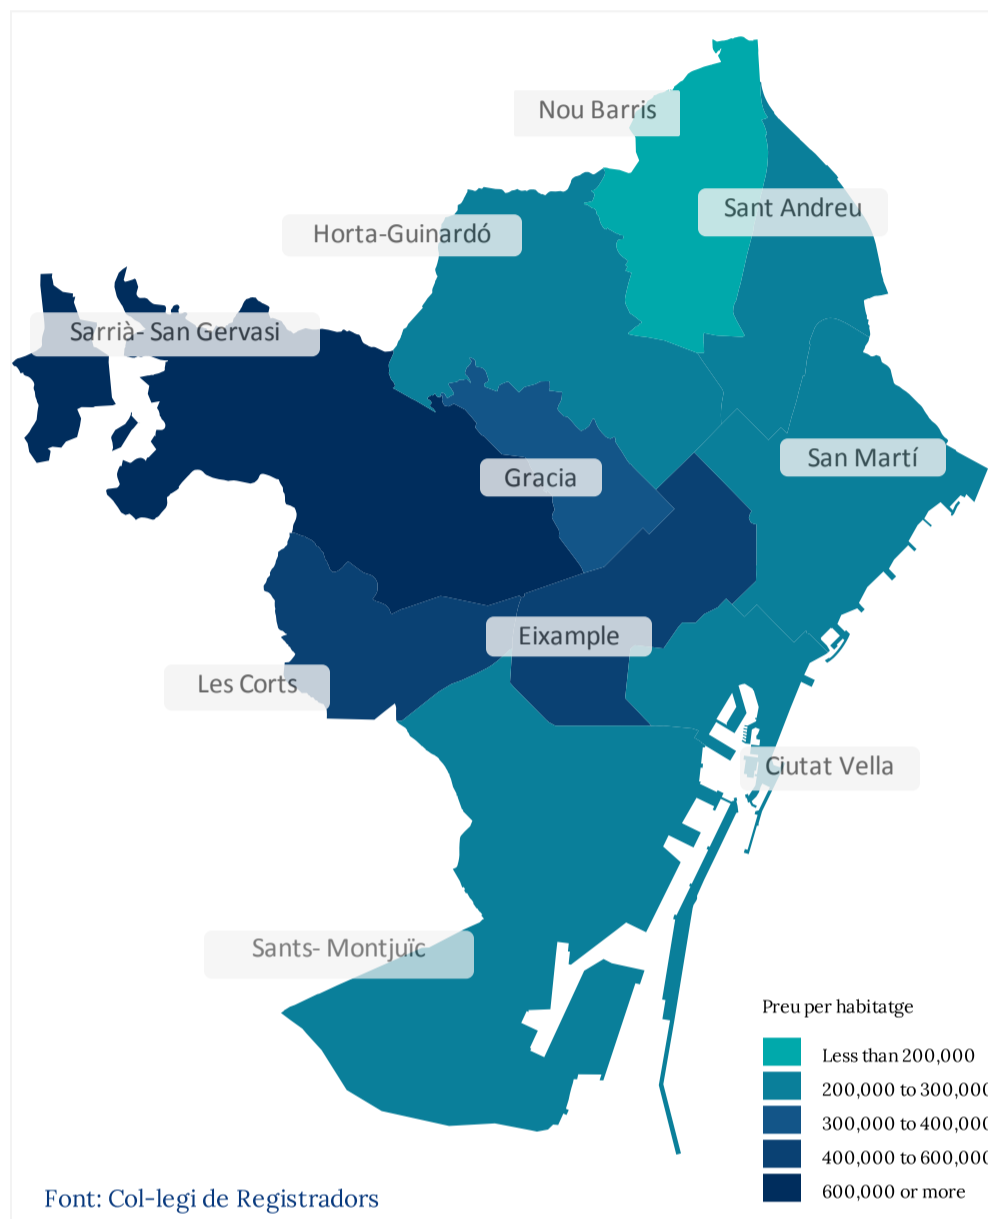 Nou Barris
Sant Andreu
Horta-Guinardó
Sarrià- San Gervasi
San Martí
Gracia
Eixample
Les Corts
Ciutat Vella
Sants- Montjuïc
Preu per habitatge
Less than 200,000
200,000 to 300,000
300,000 to 400,000
400,000 to 600,000
600,000 or more
Font: Col-legi de Registradors